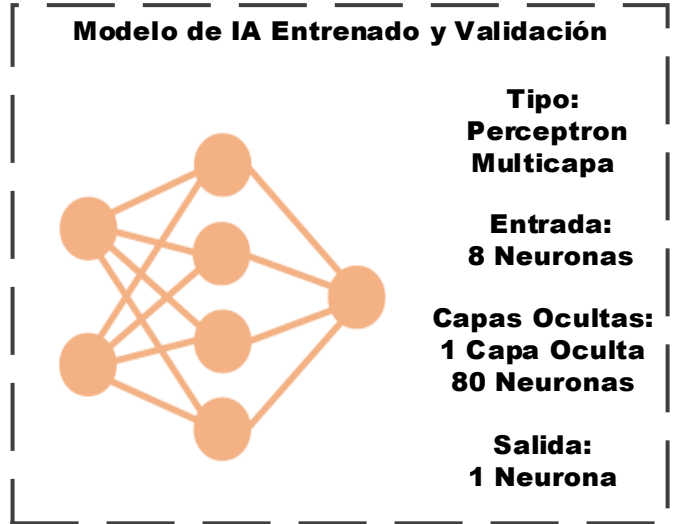 Modelo de IA Entrenado y Validación
Tipo:
Perceptron
Multicapa
Entrada:
8 Neuronas
Capas Ocultas:
1 Capa Oculta
80 Neuronas
Salida:
1 Neurona